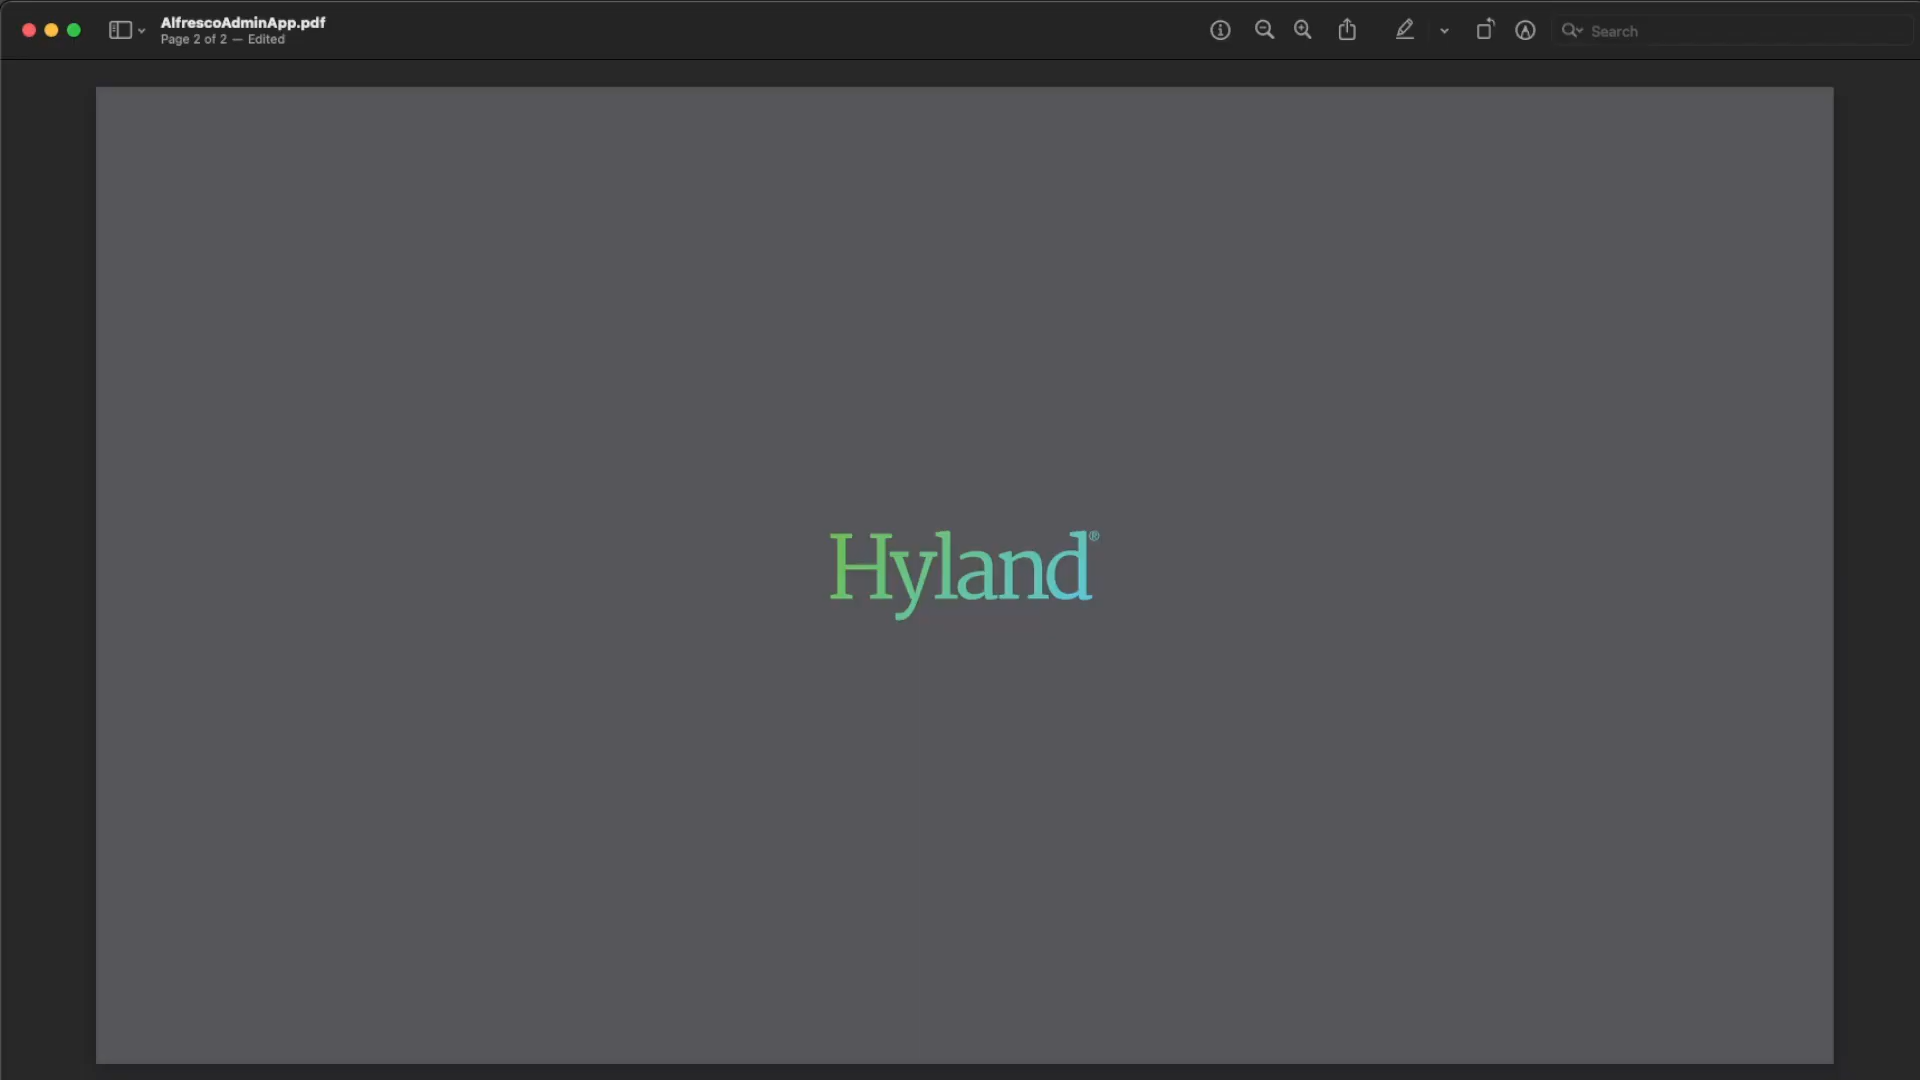 AlfrescoAdminApp.pdf
Page 2 of 2 — Edited
Search
Hyland®